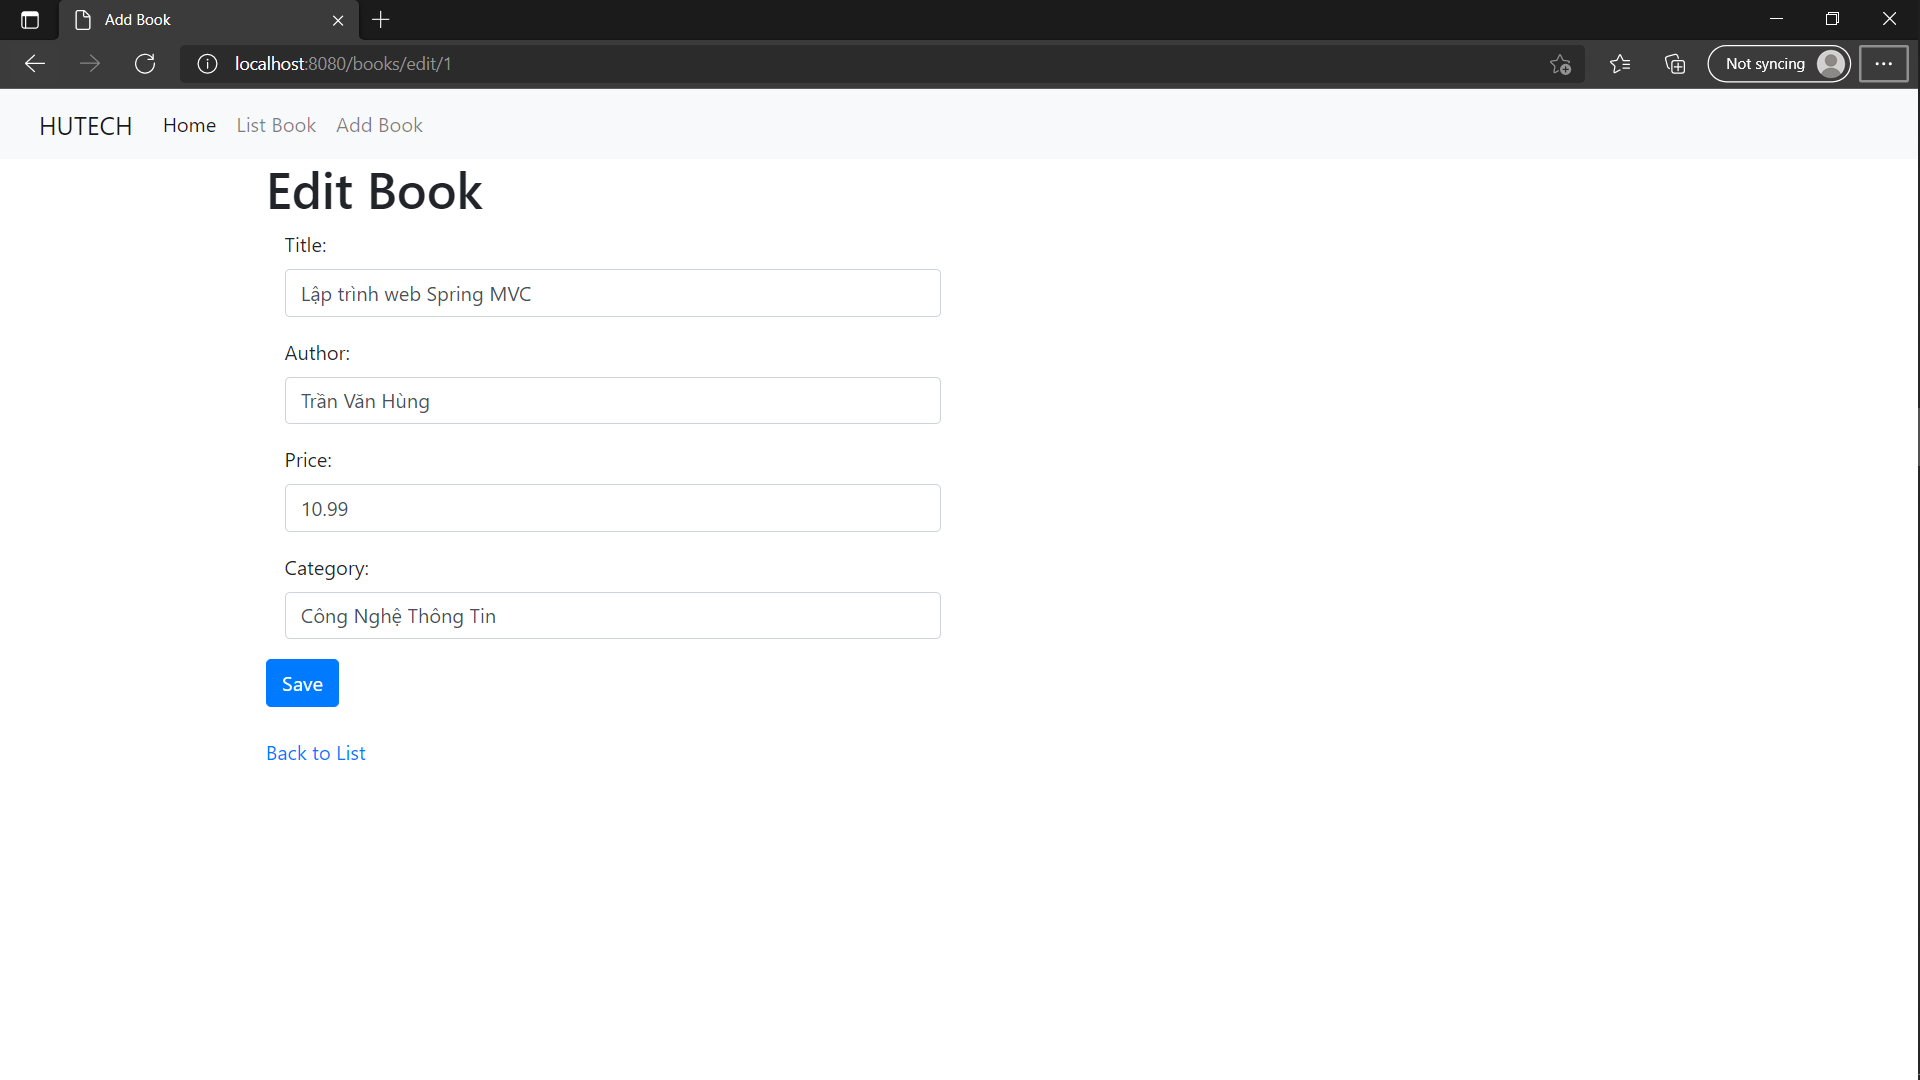 Add Book
localhost:8080/books/edit/1
Not syncing
HUTECH Home List Book Add Book
Edit Book
Title:
Lập trình web Spring MVC
Author:
Trần Văn Hùng
Price:
10.99
Category:
Công Nghệ Thông Tin
Save
Back to List